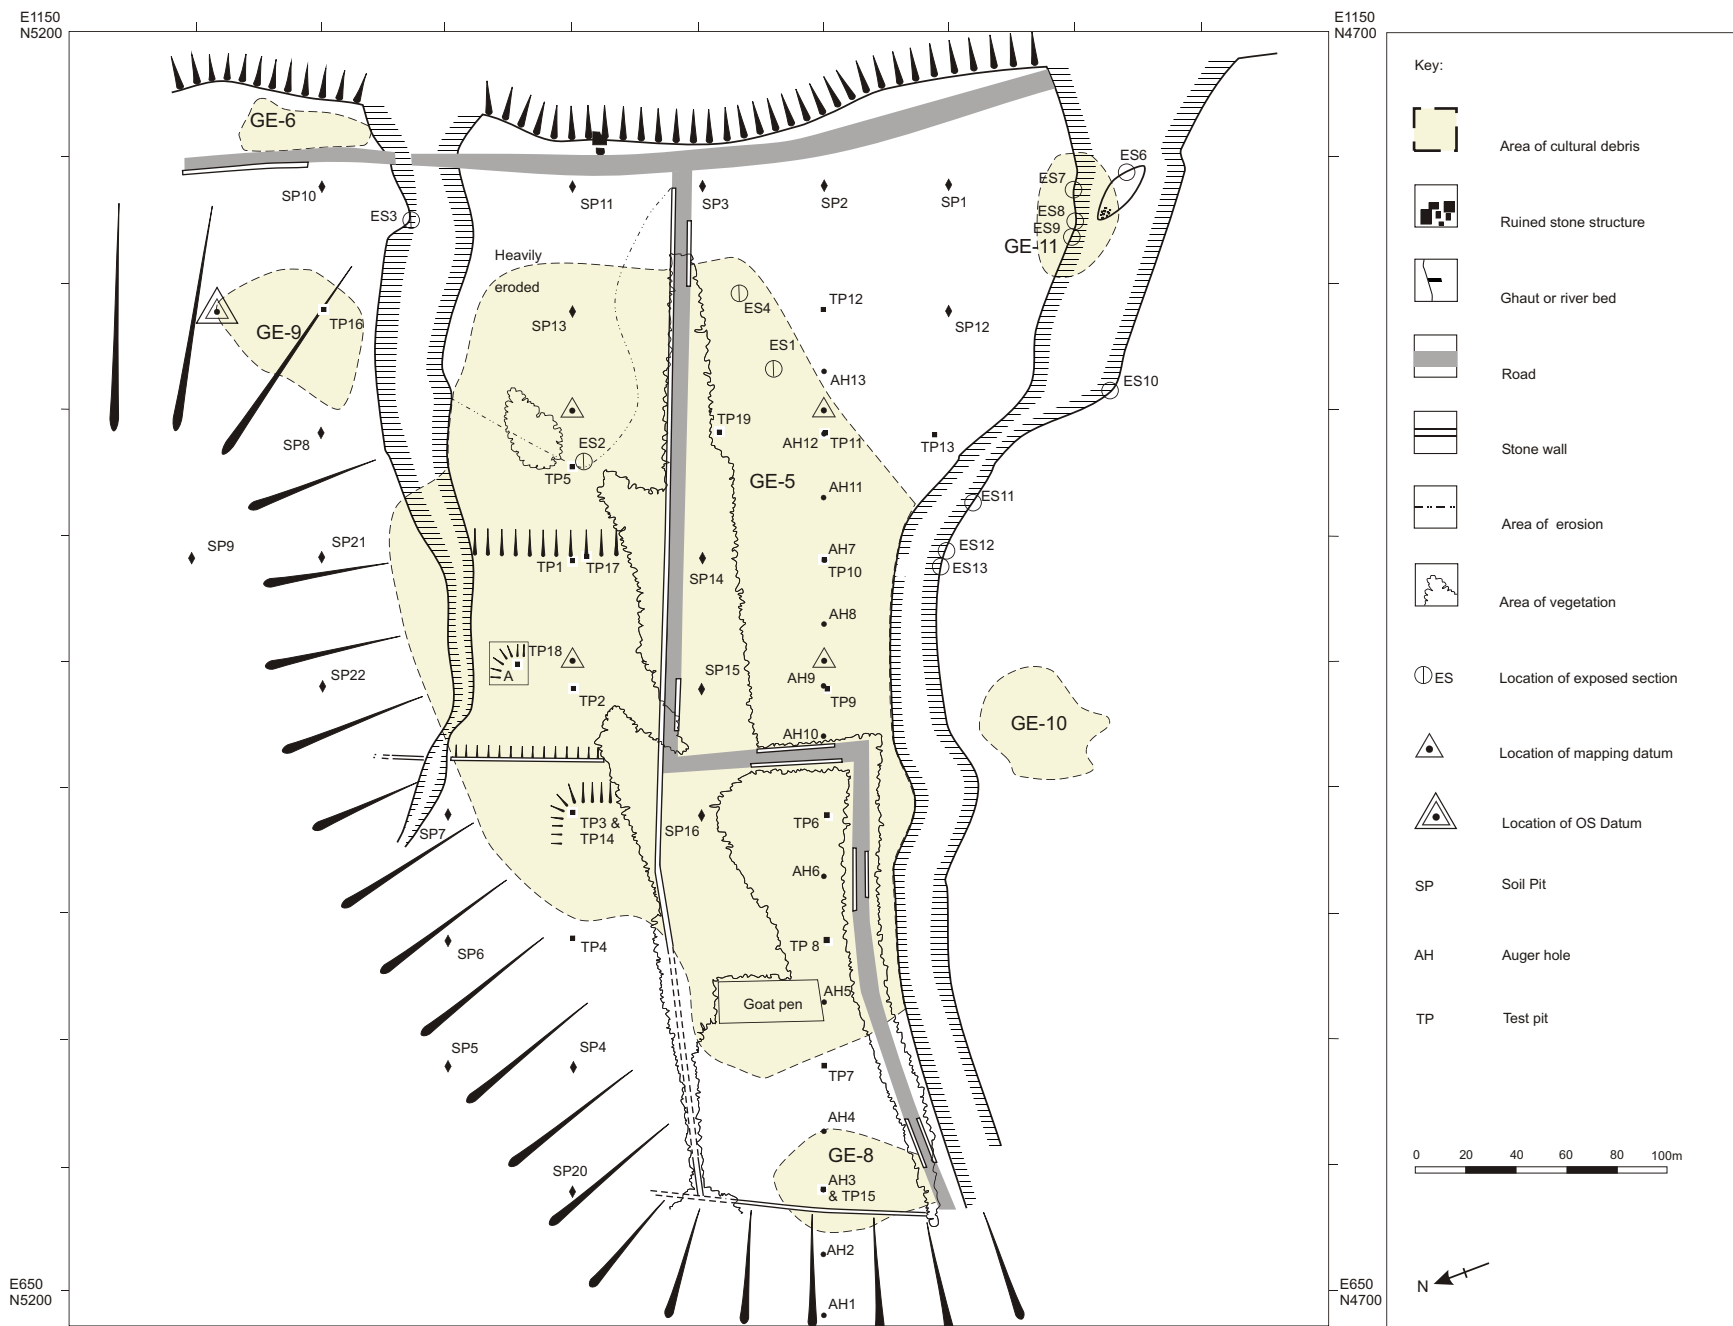 E1150
N5200
E1150
N4700
Key:
GE-6
Area of cultural debris
ES6
ES7
SP10
SP11
SP3
SP2
SP1
ES3
ES8
ES9
GE-11
Ruined stone structure
Heavily
eroded
ES4
TP12
Ghaut or river bed
GE-9
TP16
SP13
SP12
ES1
AH13
ES10
Road
SP8
TP19
AH12
TP11
TP13
ES2
TP5
GE-5
Stone wall
AH11
ES11
Area of erosion
SP9
SP21
TP1
TP17
SP14
AH7
TP10
ES12
ES13
AH8
Area of vegetation
A
TP18
SP22
TP2
SP15
AH9
TP9
ES
Location of exposed section
AH10
GE-10
Location of mapping datum
SP7
TP3 &
TP14
SP16
TP6
Location of OS Datum
AH6
SP
Soil Pit
SP6
TP4
TP 8
AH
Auger hole
Goat pen
AH5
TP
Test pit
SP5
SP4
TP7
AH4
GE-8
SP20
AH3
& TP15
0 20 40 60 80 100m
AH2
N
E650
N5200
AH1
E650
N4700